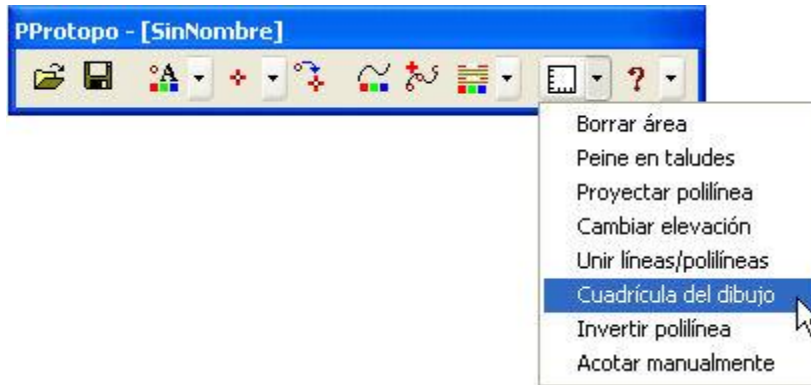 PProtopo - [SinNombre]
A ?
Borrar área
Peine en taludes
Proyectar polilínea
Cambiar elevación
Unir líneas/polilíneas
Cuadrícula del dibujo
Invertir polilínea
Acotar manualmente